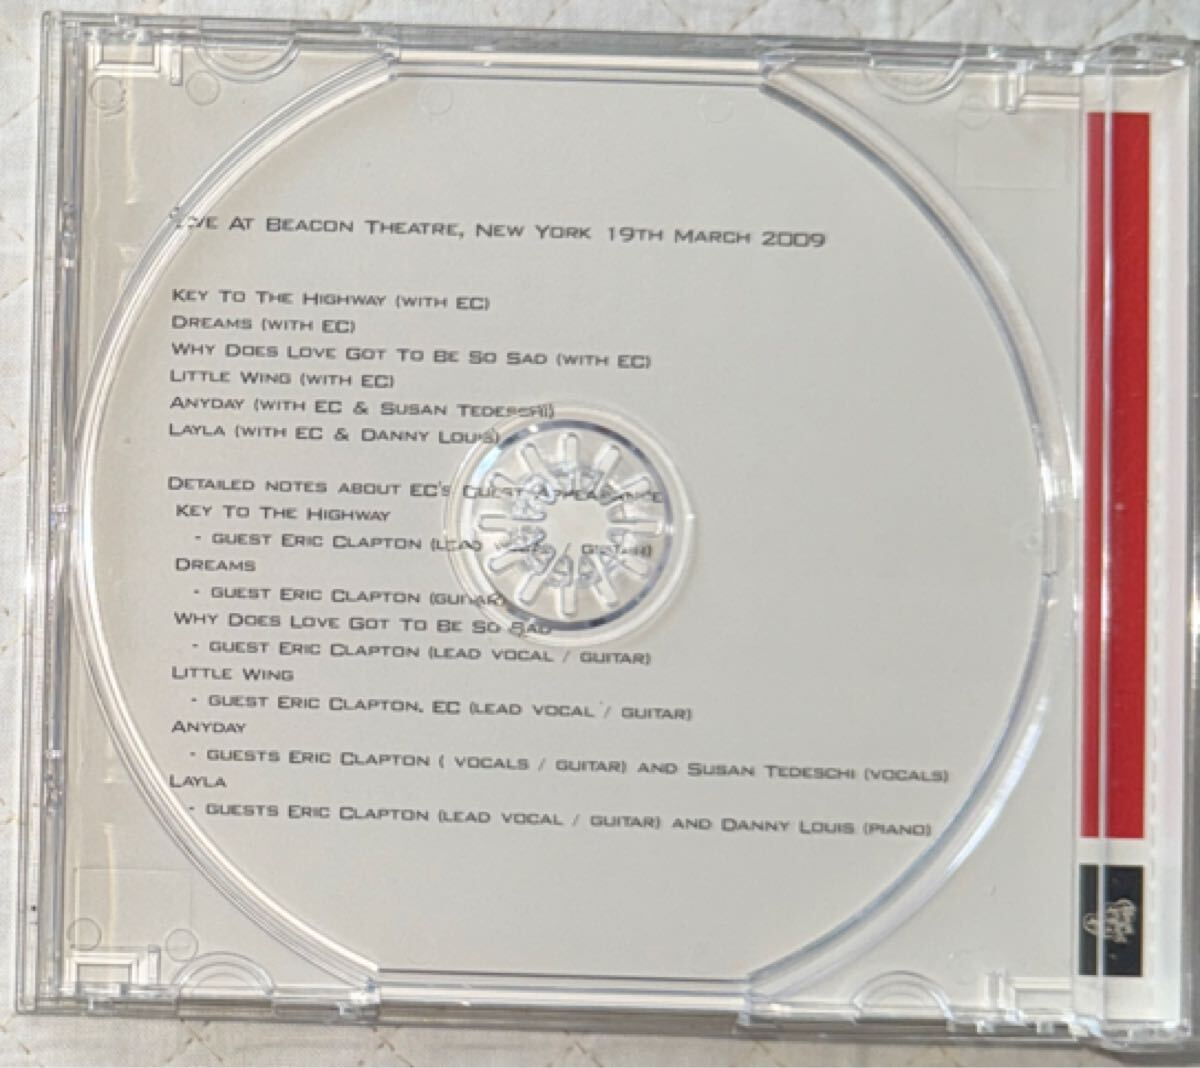 Live At Beacon Theatre, New York 19th March 2009
Key To The Highway (with EC)
Dreams (with EC)
Why Does Love Got To Be So Sad (with EC)
Little Wing (with EC)
Anyday (with EC & Susan Tedeschi)
Layla (with EC & Danny Louis)
Detailed notes about EC's Guest Appearance
Key To The Highway
- guest Eric Clapton (lead vocal / guitar)
Dreams
- guest Eric Clapton (guitar)
Why Does Love Got To Be So Sad
- guest Eric Clapton (lead vocal / guitar)
Little Wing
- guest Eric Clapton, EC (lead vocal / guitar)
Anyday
- guests Eric Clapton ( vocals / guitar) and Susan Tedeschi (vocals)
Layla
- guests Eric Clapton (lead vocal / guitar) and Danny Louis (piano)